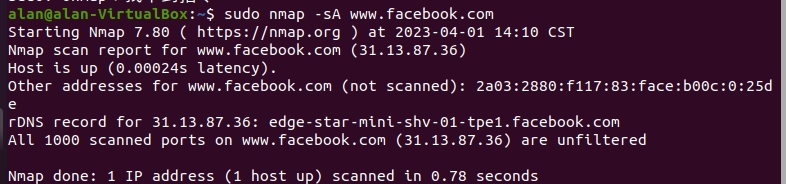 alan@alan-VirtualBox:~$ sudo nmap -sA www.facebook.com
Starting Nmap 7.80 ( https://nmap.org ) at 2023-04-01 14:10 CST
Nmap scan report for www.facebook.com (31.13.87.36)
Host is up (0.00024s latency).
Other addresses for www.facebook.com (not scanned): 2a03:2880:f117:83:face:b00c:0:25d
e
rDNS record for 31.13.87.36: edge-star-mini-shv-01-tpe1.facebook.com
All 1000 scanned ports on www.facebook.com (31.13.87.36) are unfiltered
Nmap done: 1 IP address (1 host up) scanned in 0.78 seconds